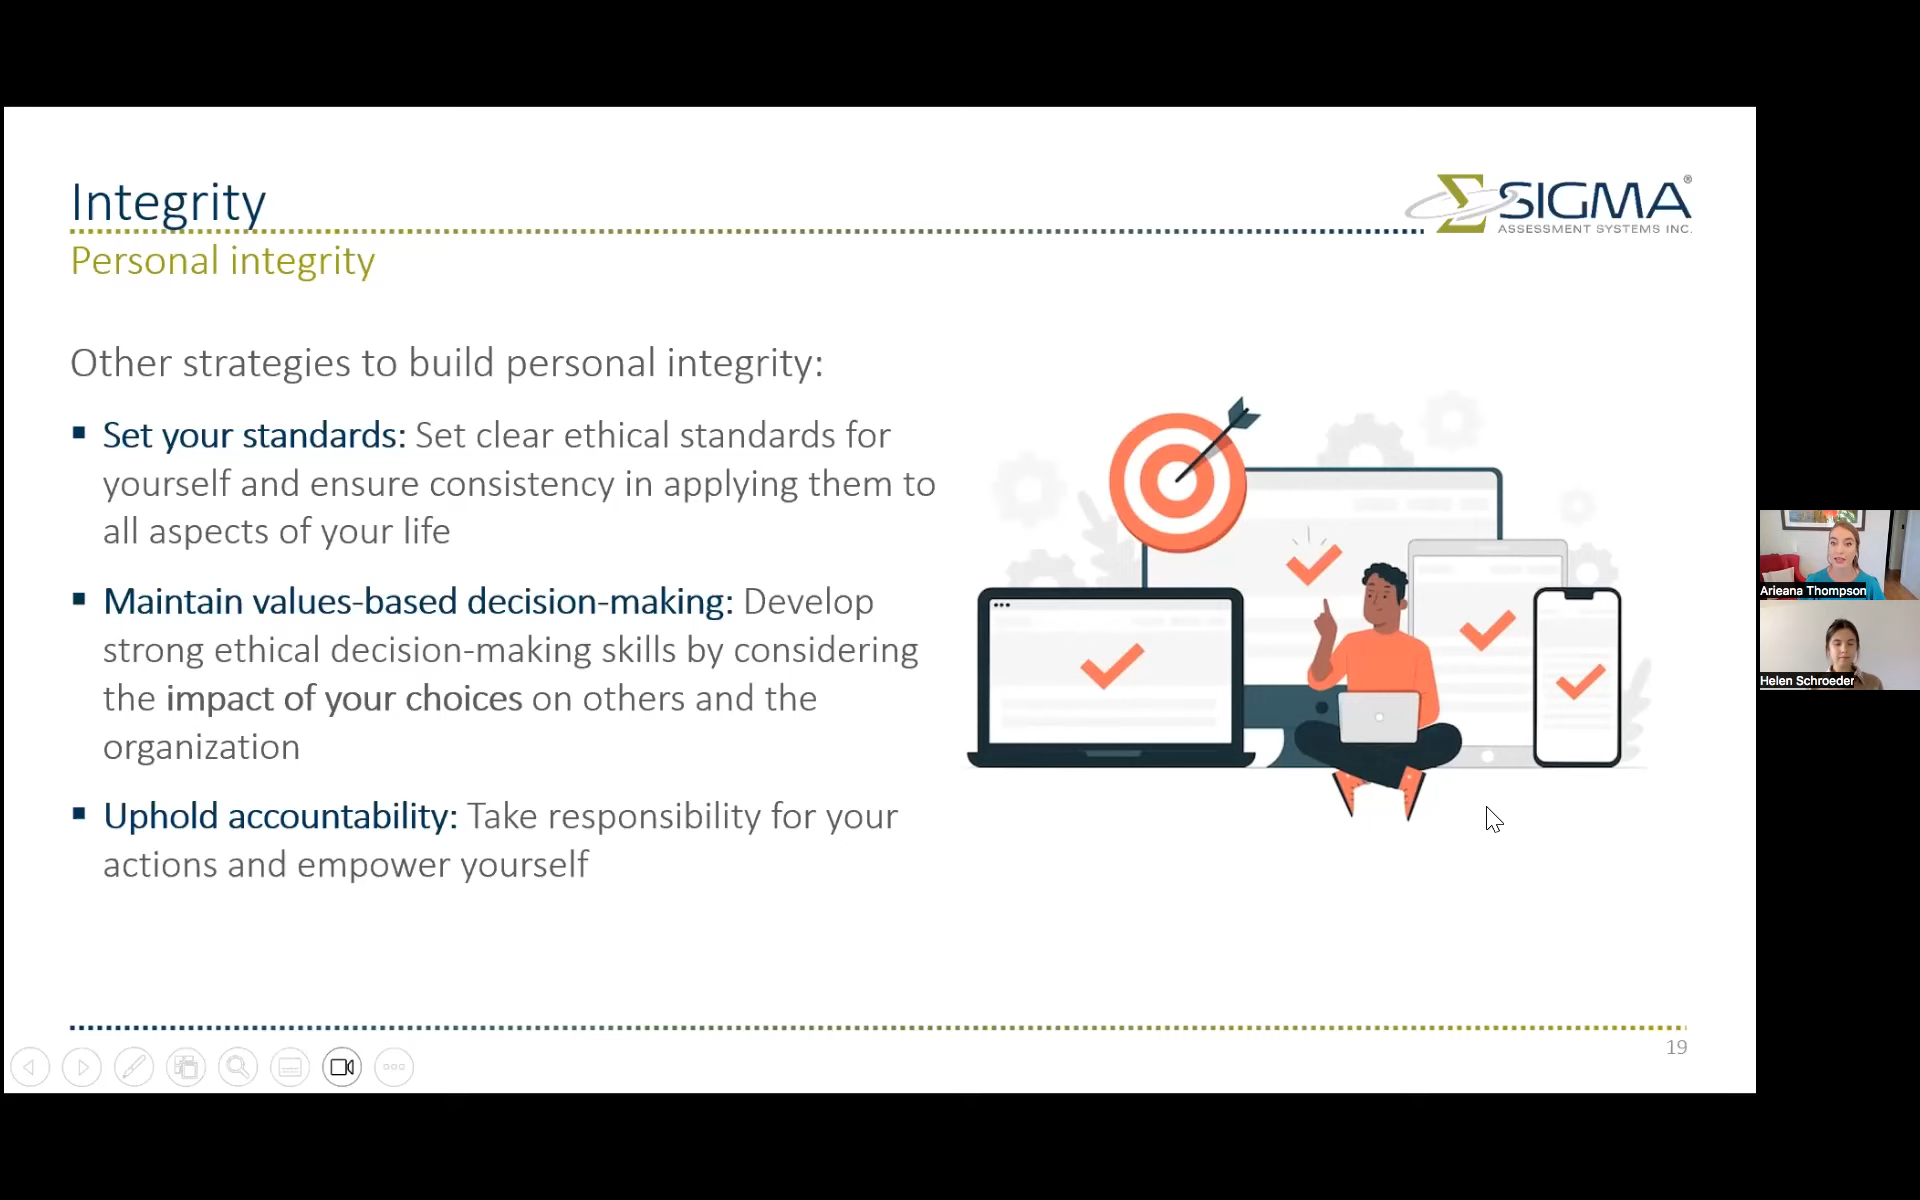 Integrity
SIGMA®
ASSESSMENT SYSTEMS INC.
Personal integrity
Other strategies to build personal integrity:
▪ Set your standards: Set clear ethical standards for
yourself and ensure consistency in applying them to
all aspects of your life
▪ Maintain values-based decision-making: Develop
strong ethical decision-making skills by considering
the impact of your choices on others and the
organization
▪ Uphold accountability: Take responsibility for your
actions and empower yourself
19
Arieana Thompson
Helen Schroeder